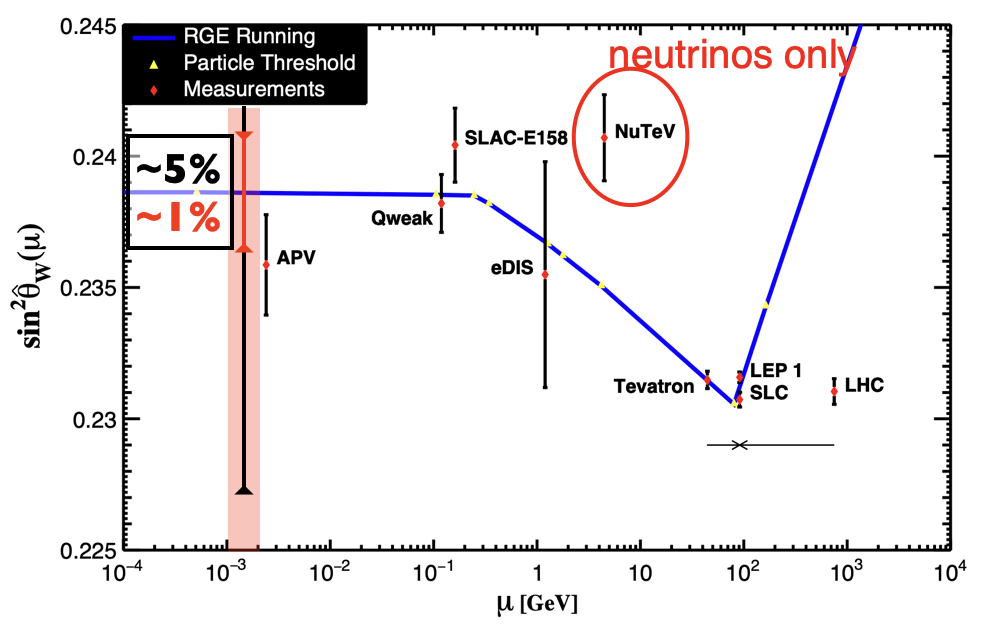 RGE Running
Particle Threshold
Measurements
neutrinos only
~5%
~1%
SLAC-E158
NuTeV
Qweak
APV
eDIS
Tevatron
LEP 1
SLC
LHC
0.245
0.24
0.235
0.23
0.225
sin²θ̂W(μ)
10⁻⁴
10⁻³
10⁻²
10⁻¹
1
10
10²
10³
10⁴
μ [GeV]